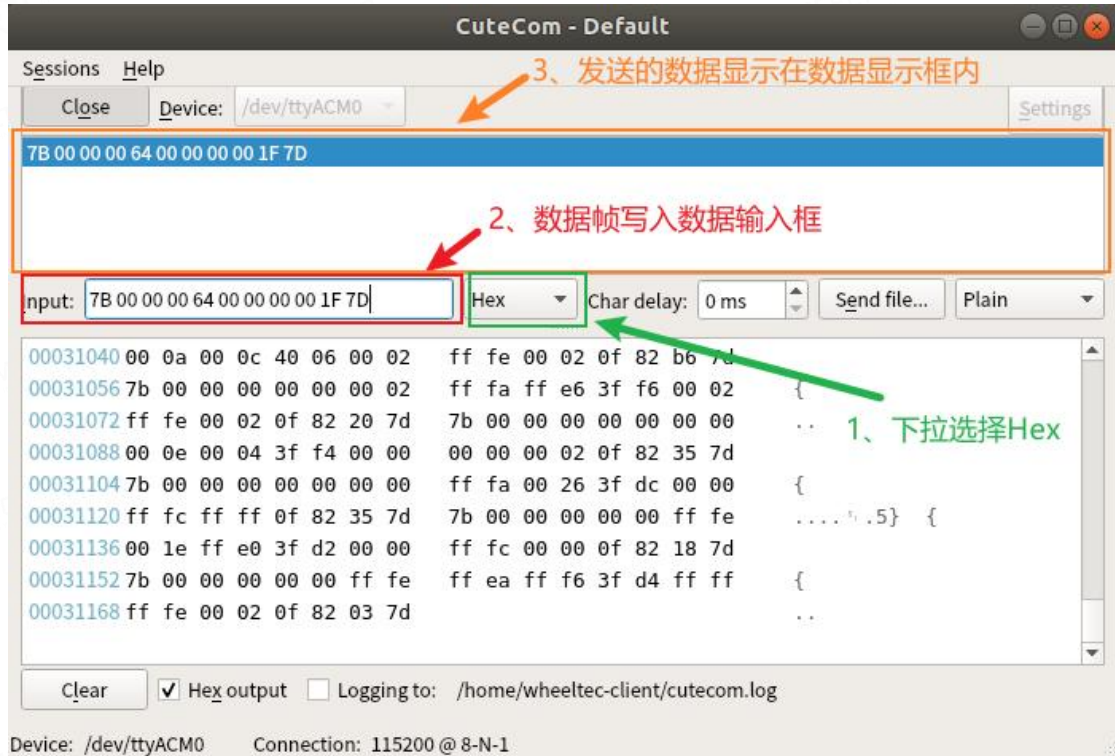 CuteCom - Default
Sessions Help
3、发送的数据显示在数据显示框内
Close Device: /dev/ttyACM0 Settings
7B 00 00 00 64 00 00 00 00 1F 7D
2、数据帧写入数据输入框
Input: 7B 00 00 00 64 00 00 00 00 1F 7D Hex Char delay: 0 ms Send file... Plain
00031040 00 0a 00 0c 40 06 00 02 ff fe 00 02 0f 82 b6 7d
00031056 7b 00 00 00 00 00 00 02 ff fa ff e6 3f f6 00 02 {
00031072 ff fe 00 02 0f 82 20 7d 7b 00 00 00 00 00 00 00 ..
1、下拉选择Hex
00031088 00 0e 00 04 3f f4 00 00 00 00 00 02 0f 82 35 7d
00031104 7b 00 00 00 00 00 00 00 ff fa 00 26 3f dc 00 00 {
00031120 ff fc ff ff 0f 82 35 7d 7b 00 00 00 00 00 ff fe .....5} {
00031136 00 1e ff e0 3f d2 00 00 ff fc 00 00 0f 82 18 7d
00031152 7b 00 00 00 00 00 ff fe ff ea ff f6 3f d4 ff ff {
00031168 ff fe 00 02 0f 82 03 7d ..
Clear Hex output Logging to: /home/wheeltec-client/cutecom.log
Device: /dev/ttyACM0 Connection: 115200 @ 8-N-1